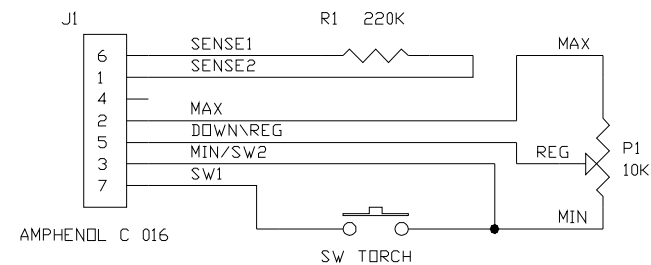 J1
R1 220K
6 SENSE1
1 SENSE2
4
2 MAX
5 DOWN\REG
3 MIN/SW2
7 SW1
MAX
REG
P1
10K
MIN
AMPHENOL C 016
SW TORCH